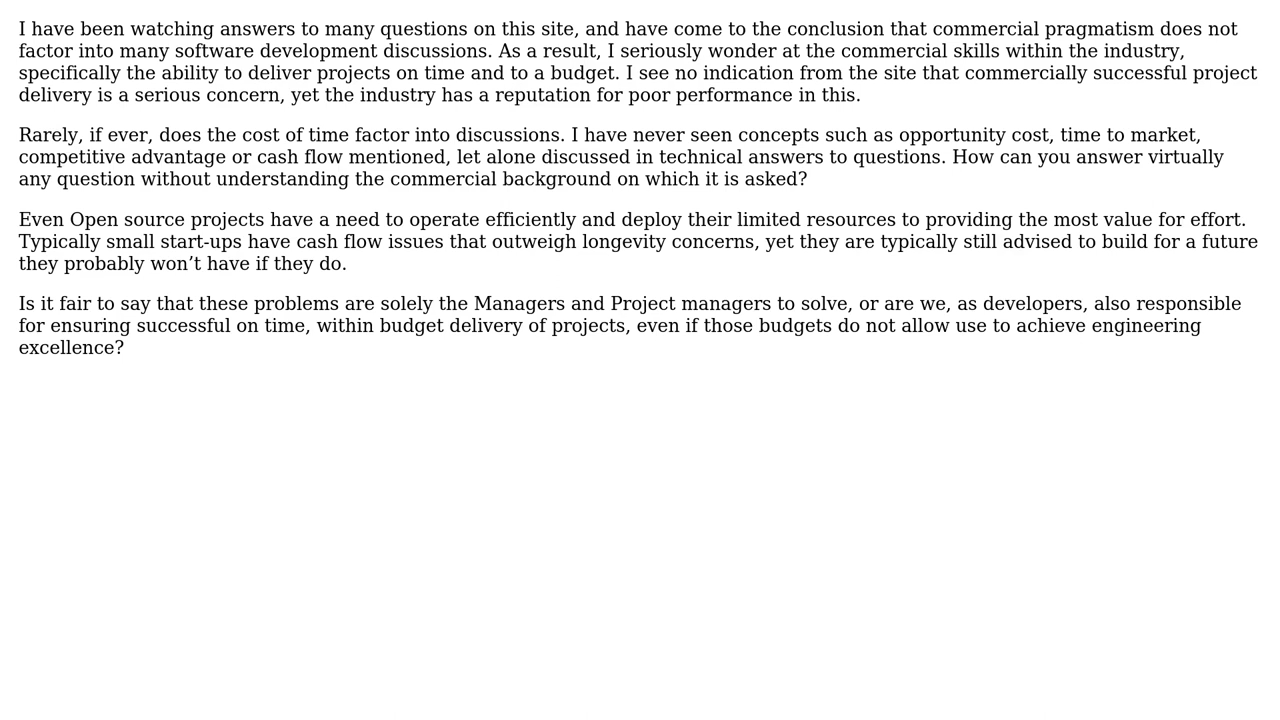 I have been watching answers to many questions on this site, and have come to the conclusion that commercial pragmatism does not
factor into many software development discussions. As a result, I seriously wonder at the commercial skills within the industry,
specifically the ability to deliver projects on time and to a budget. I see no indication from the site that commercially successful project
delivery is a serious concern, yet the industry has a reputation for poor performance in this.
Rarely, if ever, does the cost of time factor into discussions. I have never seen concepts such as opportunity cost, time to market,
competitive advantage or cash flow mentioned, let alone discussed in technical answers to questions. How can you answer virtually
any question without understanding the commercial background on which it is asked?
Even Open source projects have a need to operate efficiently and deploy their limited resources to providing the most value for effort.
Typically small start-ups have cash flow issues that outweigh longevity concerns, yet they are typically still advised to build for a future
they probably won’t have if they do.
Is it fair to say that these problems are solely the Managers and Project managers to solve, or are we, as developers, also responsible
for ensuring successful on time, within budget delivery of projects, even if those budgets do not allow use to achieve engineering
excellence?